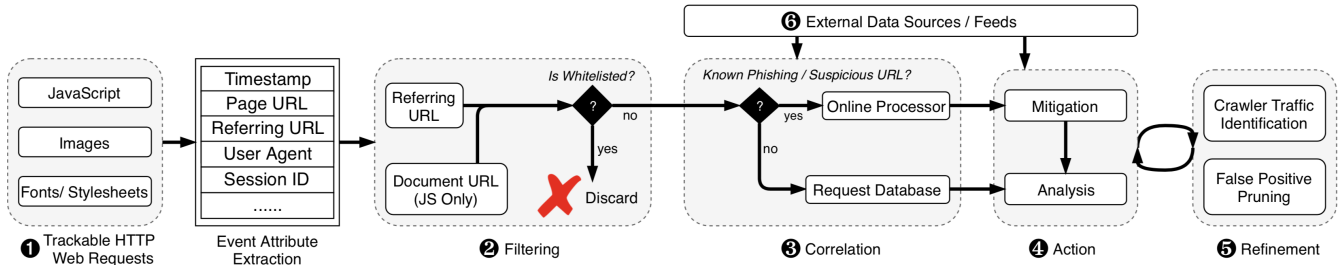 ❻ External Data Sources / Feeds
JavaScript
Images
Fonts/ Stylesheets
❶ Trackable HTTP
Web Requests
Timestamp
Page URL
Referring URL
User Agent
Session ID
......
Event Attribute
Extraction
Is Whitelisted?
Referring
URL
Document URL
(JS Only)
?
no
yes
Discard
❷ Filtering
Known Phishing / Suspicious URL?
?
yes
no
Online Processor
Request Database
❸ Correlation
Mitigation
Analysis
❹ Action
Crawler Traffic
Identification
False Positive
Pruning
❺ Refinement